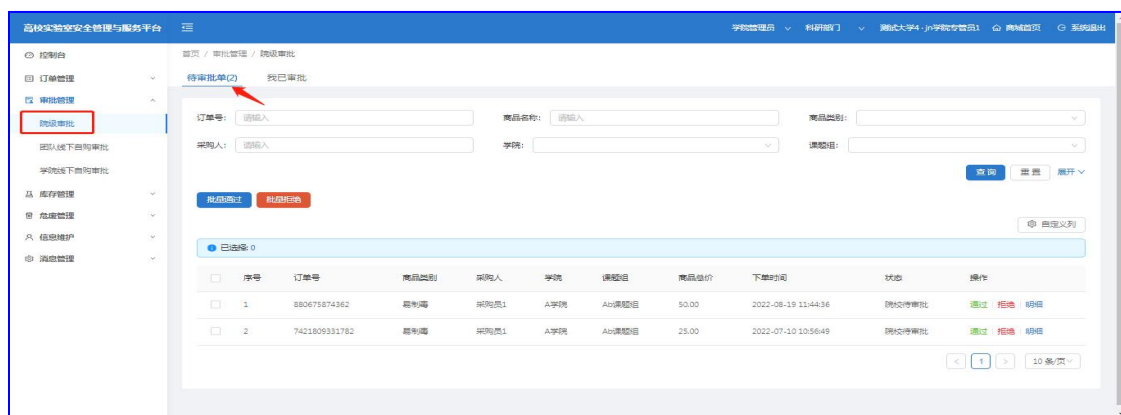 高校实验室安全管理与服务平台
学院管理员 科研部门 测试大学4-jn学院专管员1 商城首页 系统退出
控制台
订单管理
审批管理
院级审批
团队线下自购审批
学院线下自购审批
库存管理
危废管理
信息维护
消息管理
首页 / 审批管理 / 院级审批
待审批单(2) 我已审批
订单号: 请输入 商品名称: 请输入 商品类别:
采购人: 请输入 学院: 课题组:
查询 重置 展开
批量通过 批量拒绝
自定义列
已选择: 0
序号 订单号 商品类别 采购人 学院 课题组 商品总价 下单时间 状态 操作
1 880675874362 易制毒 采购员1 A学院 Ab课题组 50.00 2022-08-19 11:44:36 院校待审批 通过 拒绝 明细
2 7421809331782 易制毒 采购员1 A学院 Ab课题组 25.00 2022-07-10 10:56:49 院校待审批 通过 拒绝 明细
< 1 > 10 条/页